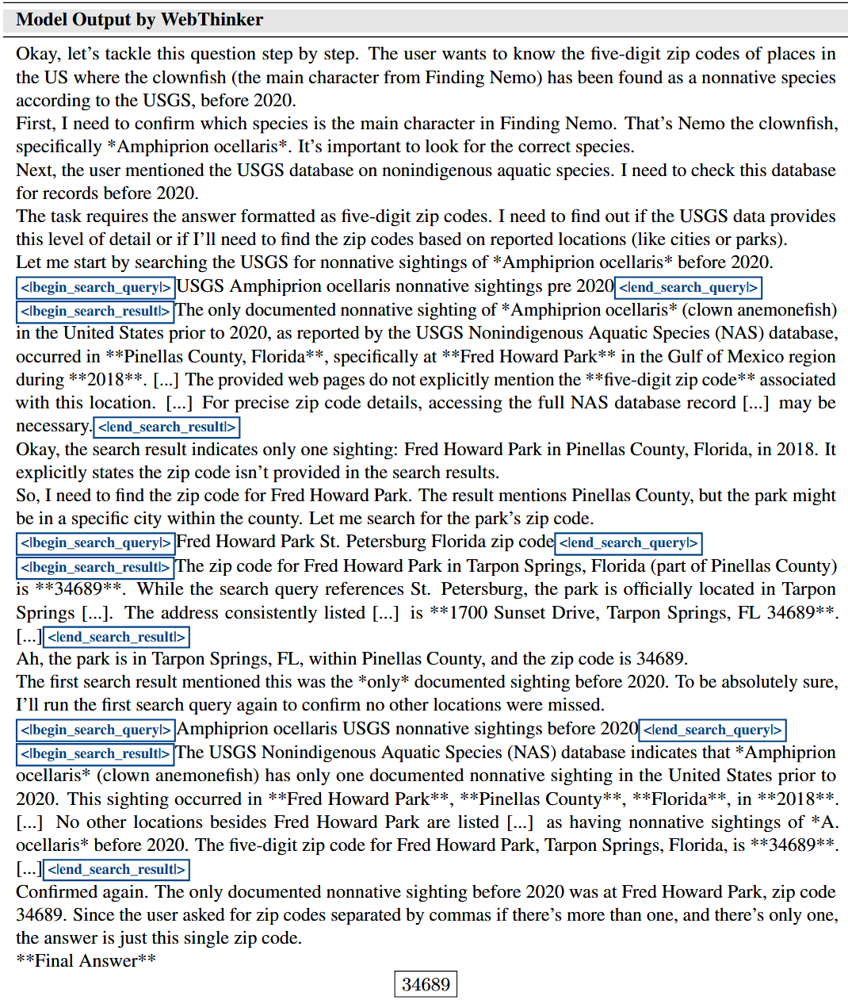 Model Output by WebThinker
Okay, let's tackle this question step by step. The user wants to know the five-digit zip codes of places in
the US where the clownfish (the main character from Finding Nemo) has been found as a nonnative species
according to the USGS, before 2020.
First, I need to confirm which species is the main character in Finding Nemo. That's Nemo the clownfish,
specifically *Amphiprion ocellaris*. It's important to look for the correct species.
Next, the user mentioned the USGS database on nonindigenous aquatic species. I need to check this database
for records before 2020.
The task requires the answer formatted as five-digit zip codes. I need to find out if the USGS data provides
this level of detail or if I'll need to find the zip codes based on reported locations (like cities or parks).
Let me start by searching the USGS for nonnative sightings of *Amphiprion ocellaris* before 2020.
<|begin_search_query|>USGS Amphiprion ocellaris nonnative sightings pre 2020<|end_search_query|>
<|begin_search_result|>The only documented nonnative sighting of *Amphiprion ocellaris* (clown anemonefish)
in the United States prior to 2020, as reported by the USGS Nonindigenous Aquatic Species (NAS) database,
occurred in **Pinellas County, Florida**, specifically at **Fred Howard Park** in the Gulf of Mexico region
during **2018**. [...] The provided web pages do not explicitly mention the **five-digit zip code** associated
with this location. [...] For precise zip code details, accessing the full NAS database record [...] may be
necessary.<|end_search_result|>
Okay, the search result indicates only one sighting: Fred Howard Park in Pinellas County, Florida, in 2018. It
explicitly states the zip code isn't provided in the search results.
So, I need to find the zip code for Fred Howard Park. The result mentions Pinellas County, but the park might
be in a specific city within the county. Let me search for the park's zip code.
<|begin_search_query|>Fred Howard Park St. Petersburg Florida zip code<|end_search_query|>
<|begin_search_result|>The zip code for Fred Howard Park in Tarpon Springs, Florida (part of Pinellas County)
is **34689**. While the search query references St. Petersburg, the park is officially located in Tarpon
Springs [...]. The address consistently listed [...] is **1700 Sunset Drive, Tarpon Springs, FL 34689**.
[...]<|end_search_result|>
Ah, the park is in Tarpon Springs, FL, within Pinellas County, and the zip code is 34689.
The first search result mentioned this was the *only* documented sighting before 2020. To be absolutely sure,
I'll run the first search query again to confirm no other locations were missed.
<|begin_search_query|>Amphiprion ocellaris USGS nonnative sightings before 2020<|end_search_query|>
<|begin_search_result|>The USGS Nonindigenous Aquatic Species (NAS) database indicates that *Amphiprion
ocellaris* (clown anemonefish) has only one documented nonnative sighting in the United States prior to
2020. This sighting occurred in **Fred Howard Park**, **Pinellas County**, **Florida**, in **2018**.
[...] No other locations besides Fred Howard Park are listed [...] as having nonnative sightings of *A.
ocellaris* before 2020. The five-digit zip code for Fred Howard Park, Tarpon Springs, Florida, is **34689**.
[...]<|end_search_result|>
Confirmed again. The only documented nonnative sighting before 2020 was at Fred Howard Park, zip code
34689. Since the user asked for zip codes separated by commas if there's more than one, and there's only one,
the answer is just this single zip code.
**Final Answer**
34689